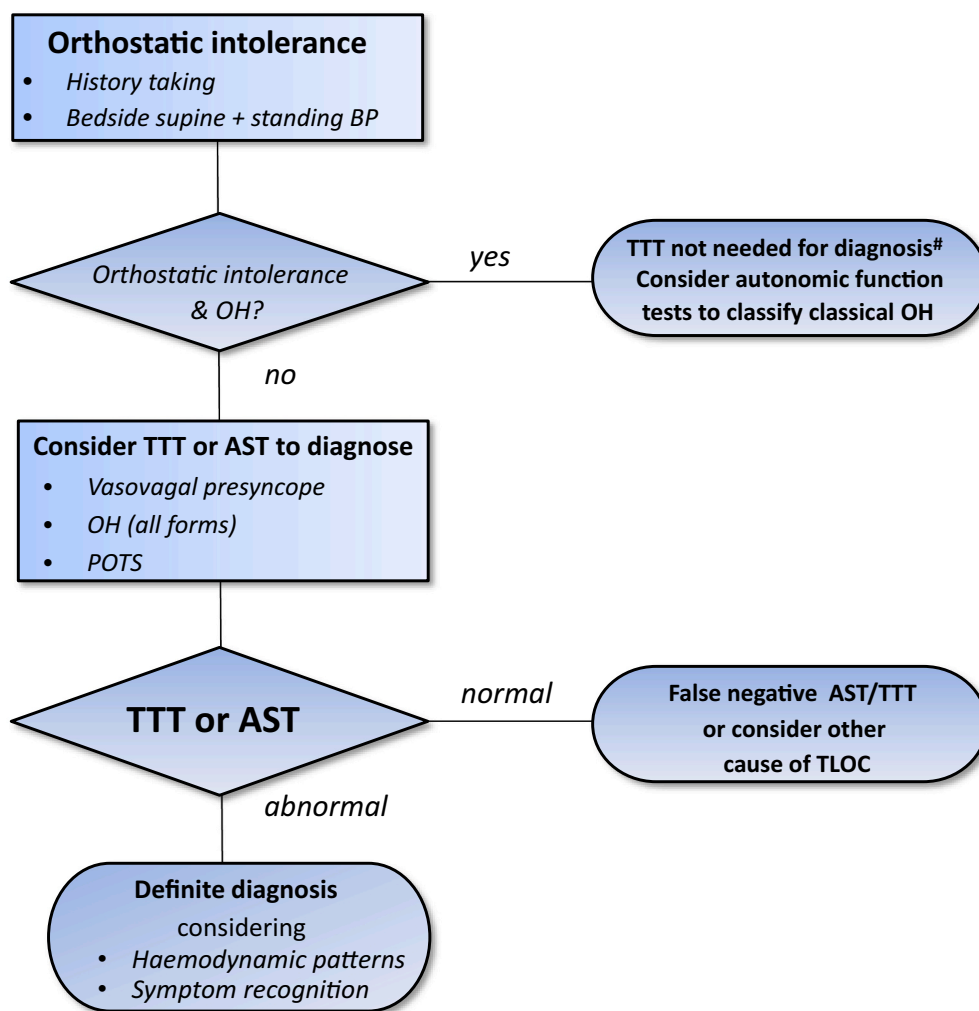 Orthostatic intolerance
• History taking
• Bedside supine + standing BP
Orthostatic intolerance
& OH?
yes
TTT not needed for diagnosis#
Consider autonomic function
tests to classify classical OH
no
Consider TTT or AST to diagnose
• Vasovagal presyncope
• OH (all forms)
• POTS
TTT or AST
normal
False negative AST/TTT
or consider other
cause of TLOC
abnormal
Definite diagnosis
considering
• Haemodynamic patterns
• Symptom recognition